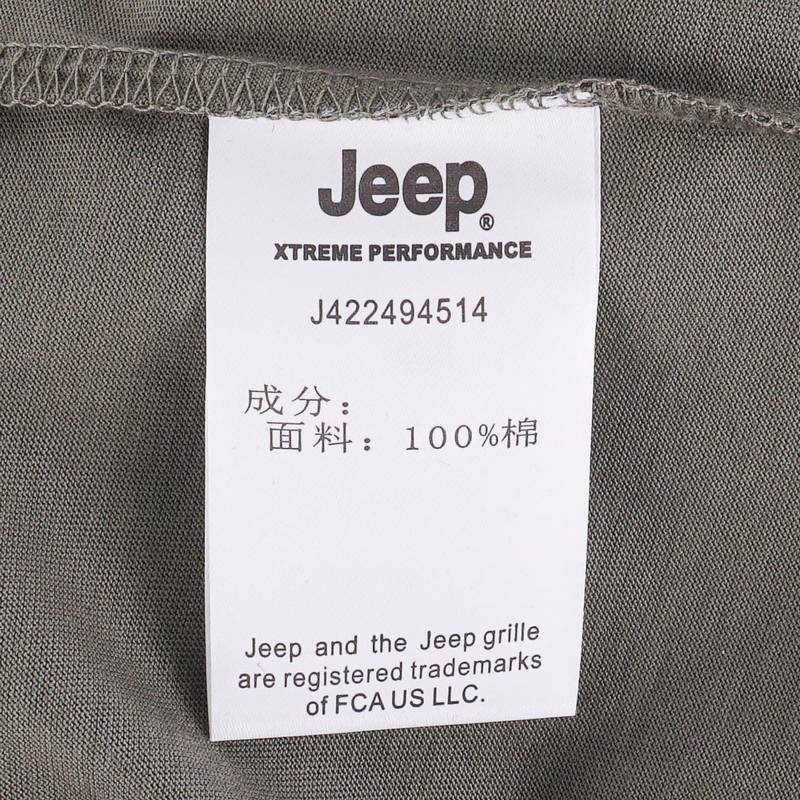 Jeep®
XTREME PERFORMANCE
J422494514
成分：
面料：100%棉
Jeep and the Jeep grille
are registered trademarks
of FCA US LLC.